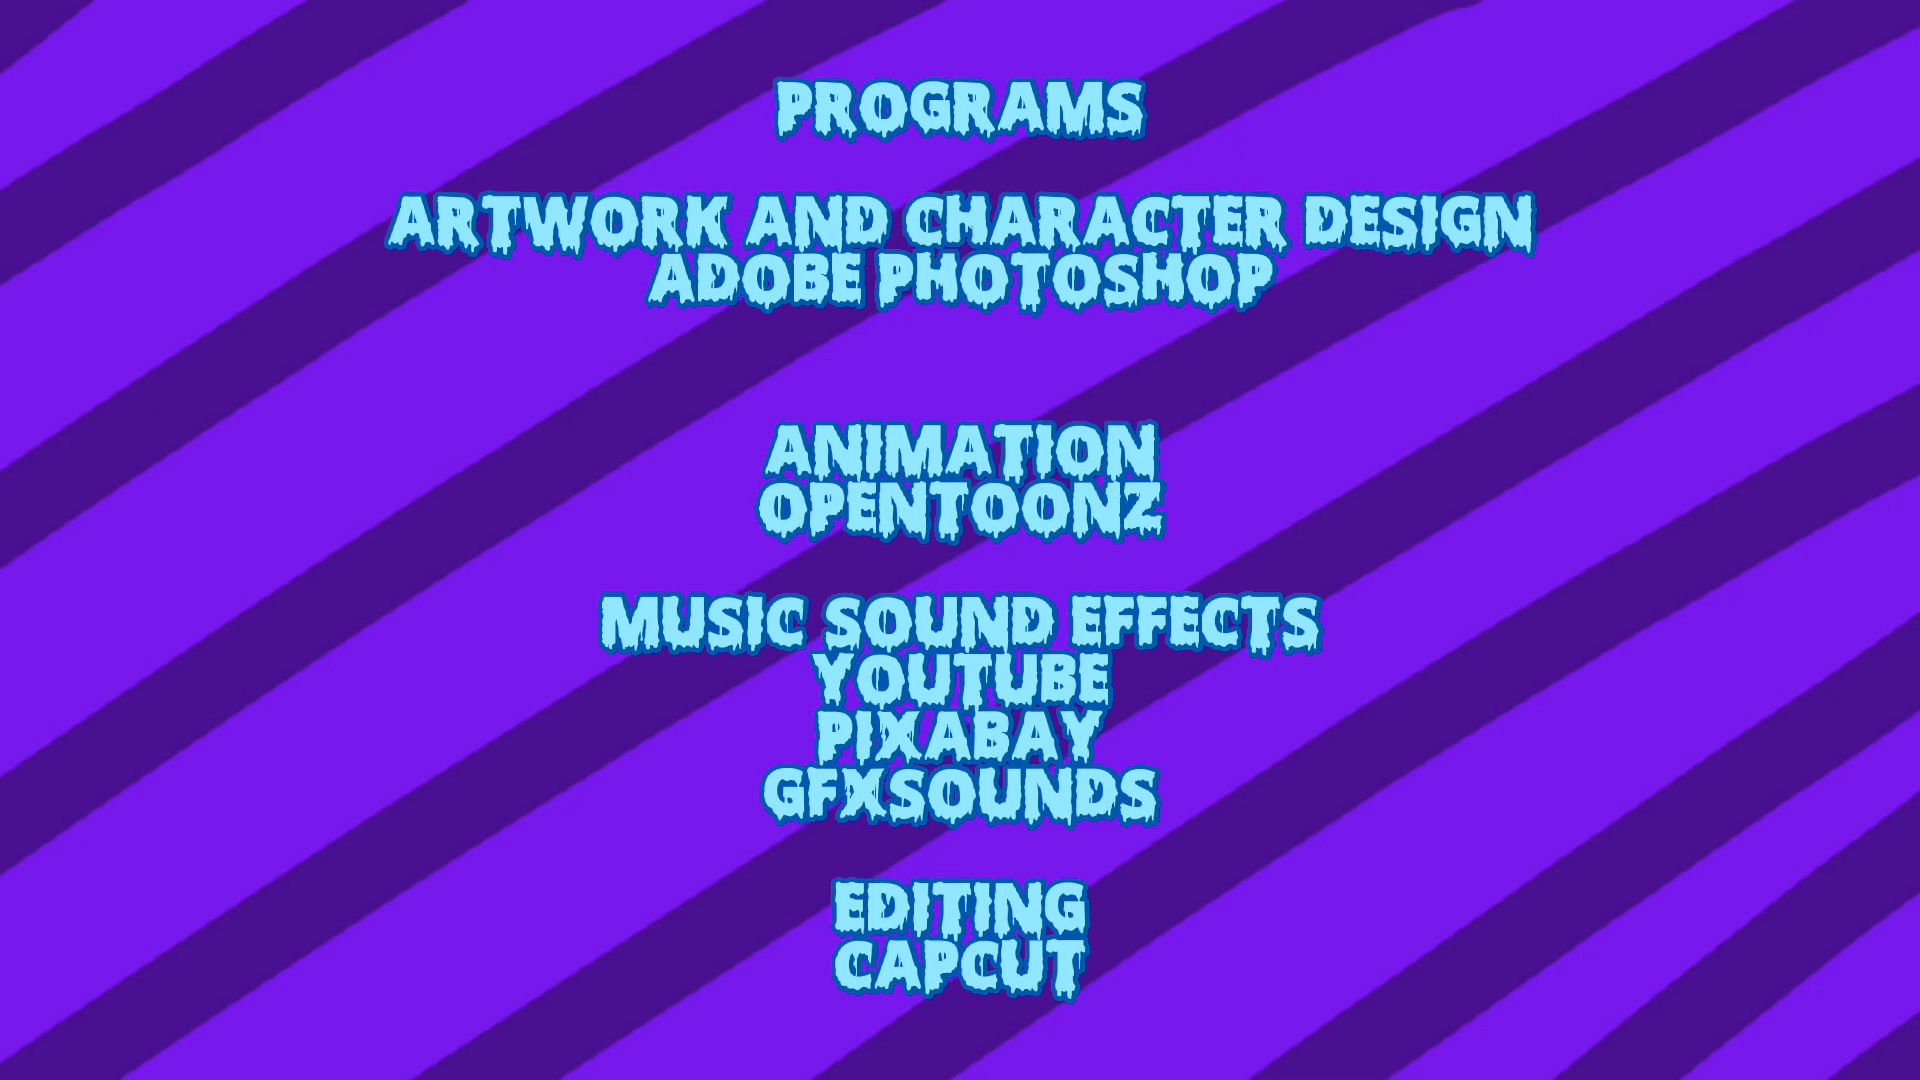 PROGRAMS
ARTWORK AND CHARACTER DESIGN
ADOBE PHOTOSHOP
ANIMATION
OPENTOONZ
MUSIC SOUND EFFECTS
YOUTUBE
PIXABAY
GFXSOUNDS
EDITING
CAPCUT